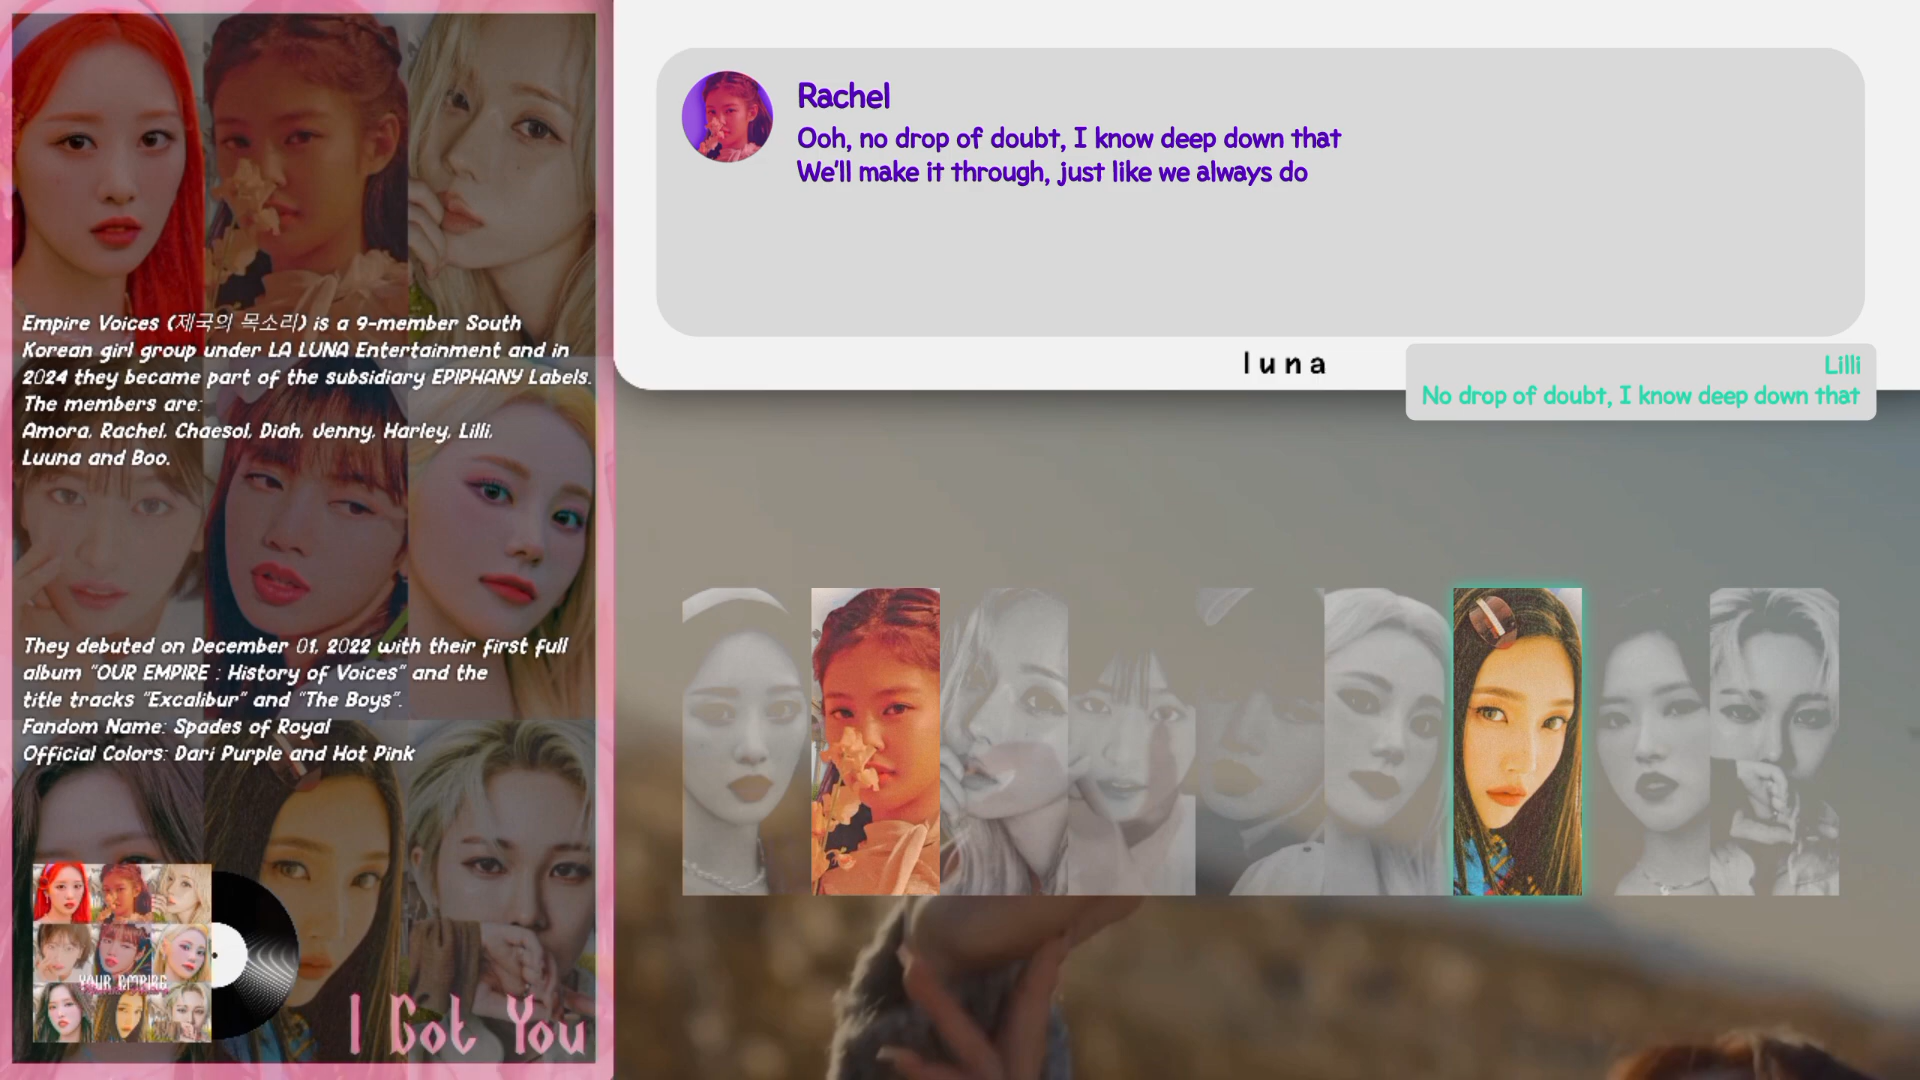 Empire Voices (제국의 목소리) is a 9-member South
Korean girl group under LA LUNA Entertainment and in
2024 they became part of the subsidiary EPIPHANY Labels.
The members are:
Amora, Rachel, Chaesol, Diah, Jenny, Harley, Lilli,
Luuna and Boo.
They debuted on December 01, 2022 with their first full
album "OUR EMPIRE : History of Voices" and the
title tracks "Excalibur" and "The Boys".
Fandom Name: Spades of Royal
Official Colors: Dari Purple and Hot Pink
YOUR EMPIRE
I Got You
Rachel
Ooh, no drop of doubt, I know deep down that
We'll make it through, just like we always do
luna
Lilli
No drop of doubt, I know deep down that